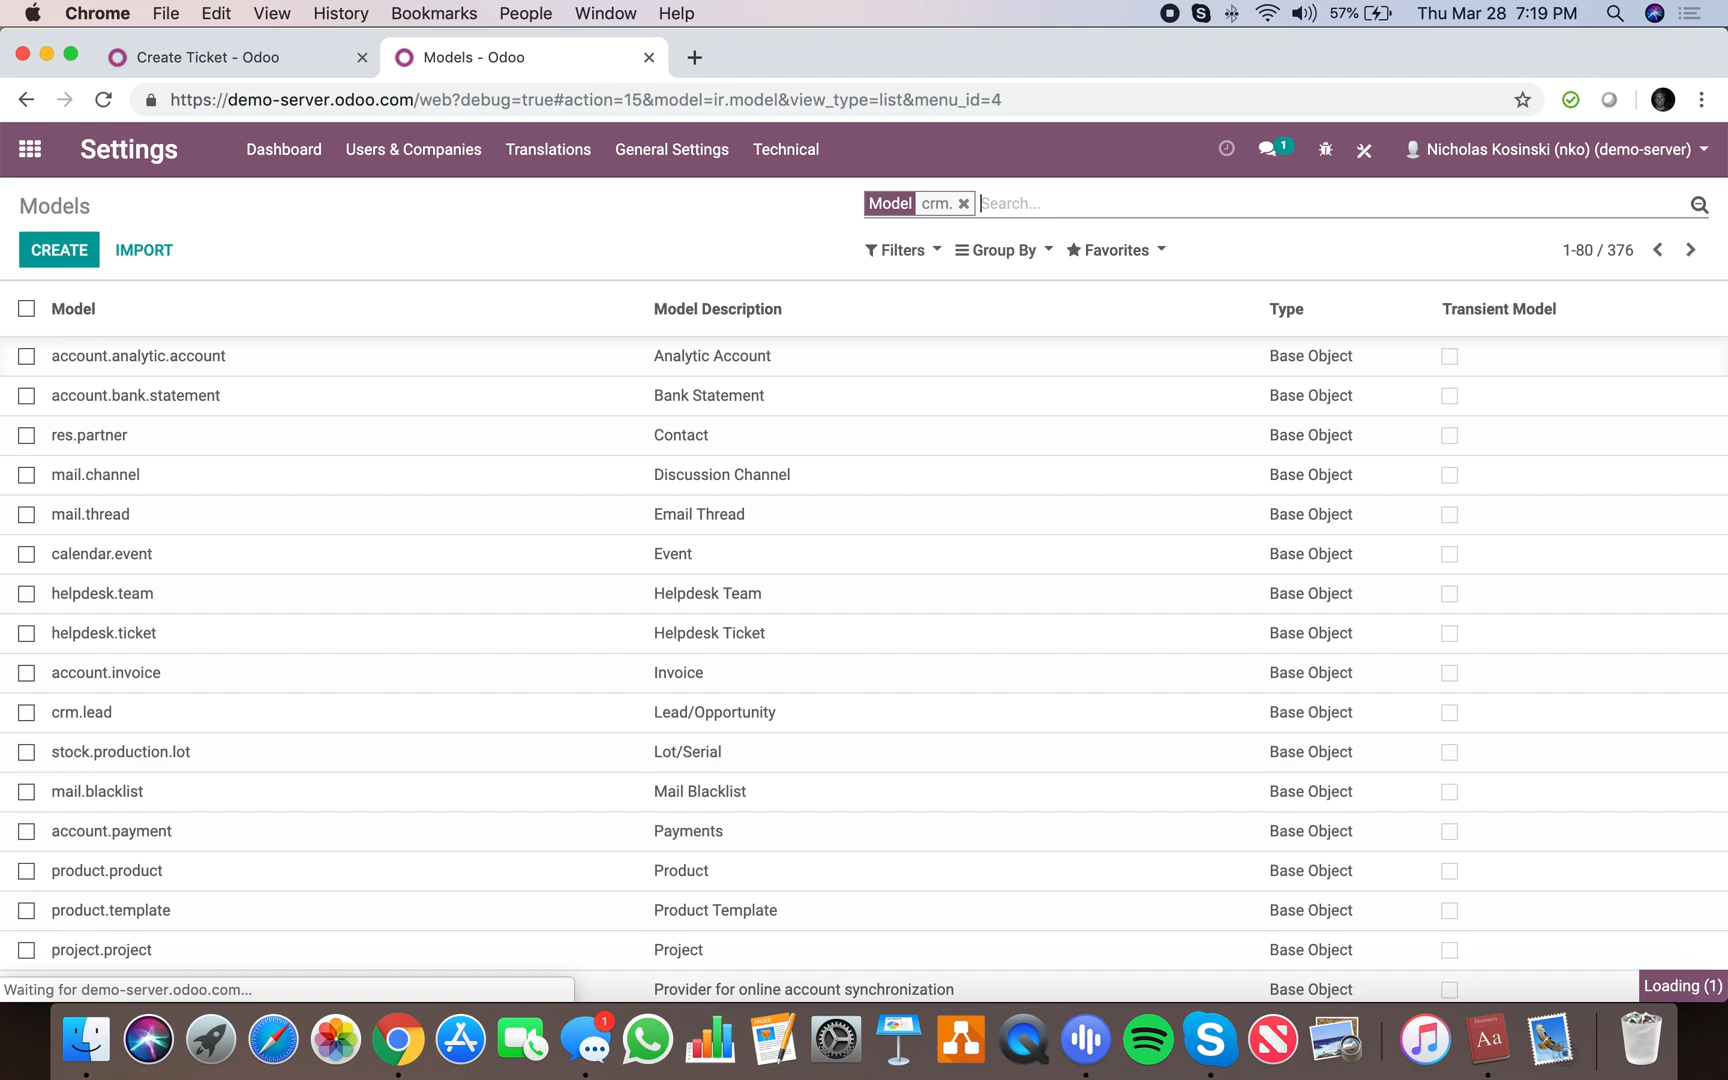 Chrome File Edit View History Bookmarks People Window Help 57% Thu Mar 28 7:19 PM
Create Ticket - Odoo Models - Odoo
https://demo-server.odoo.com/web?debug=true#action=15&model=ir.model&view_type=list&menu_id=4
Settings Dashboard Users & Companies Translations General Settings Technical 1 Nicholas Kosinski (nko) (demo-server)
Models Model crm. Search...
CREATE IMPORT Filters Group By Favorites 1-80 / 376
Model Model Description Type Transient Model
account.analytic.account Analytic Account Base Object
account.bank.statement Bank Statement Base Object
res.partner Contact Base Object
mail.channel Discussion Channel Base Object
mail.thread Email Thread Base Object
calendar.event Event Base Object
helpdesk.team Helpdesk Team Base Object
helpdesk.ticket Helpdesk Ticket Base Object
account.invoice Invoice Base Object
crm.lead Lead/Opportunity Base Object
stock.production.lot Lot/Serial Base Object
mail.blacklist Mail Blacklist Base Object
account.payment Payments Base Object
product.product Product Base Object
product.template Product Template Base Object
project.project Project Base Object
Waiting for demo-server.odoo.com... Provider for online account synchronization Base Object Loading (1)
1
Aa